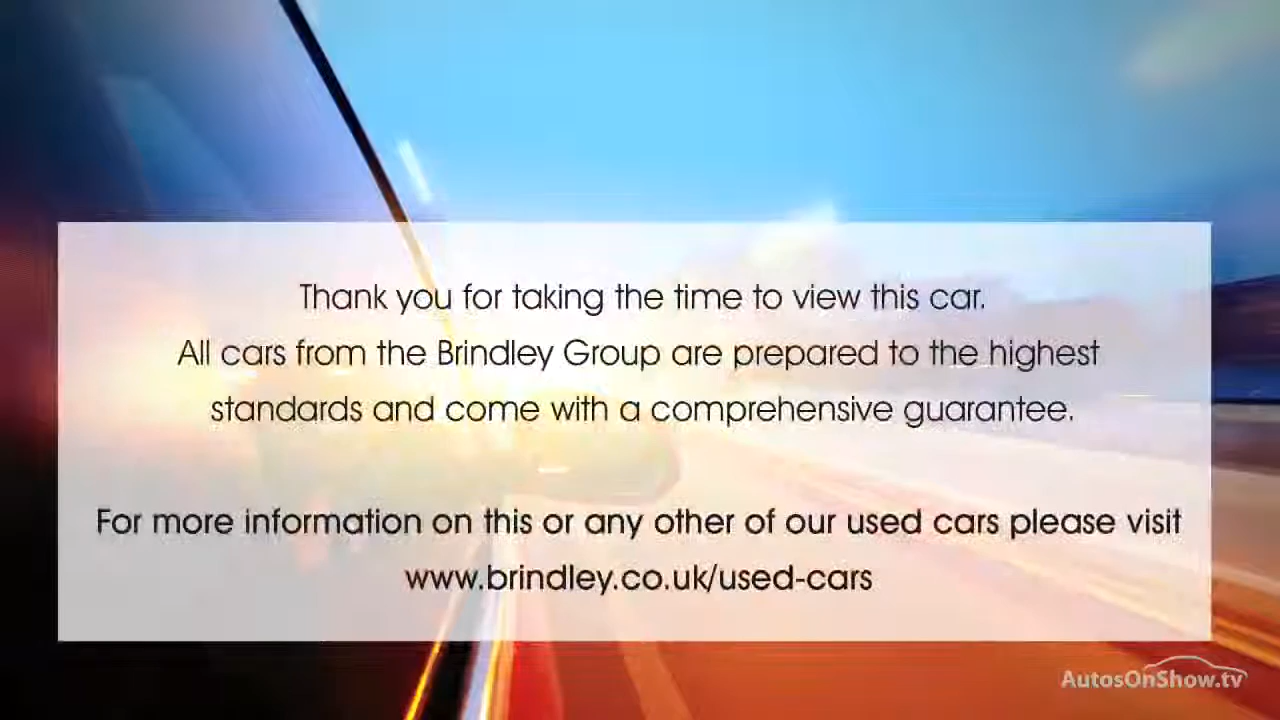 Thank you for taking the time to view this car.
All cars from the Brindley Group are prepared to the highest
standards and come with a comprehensive guarantee.
For more information on this or any other of our used cars please visit
www.brindley.co.uk/used-cars
AutosOnShow.tv